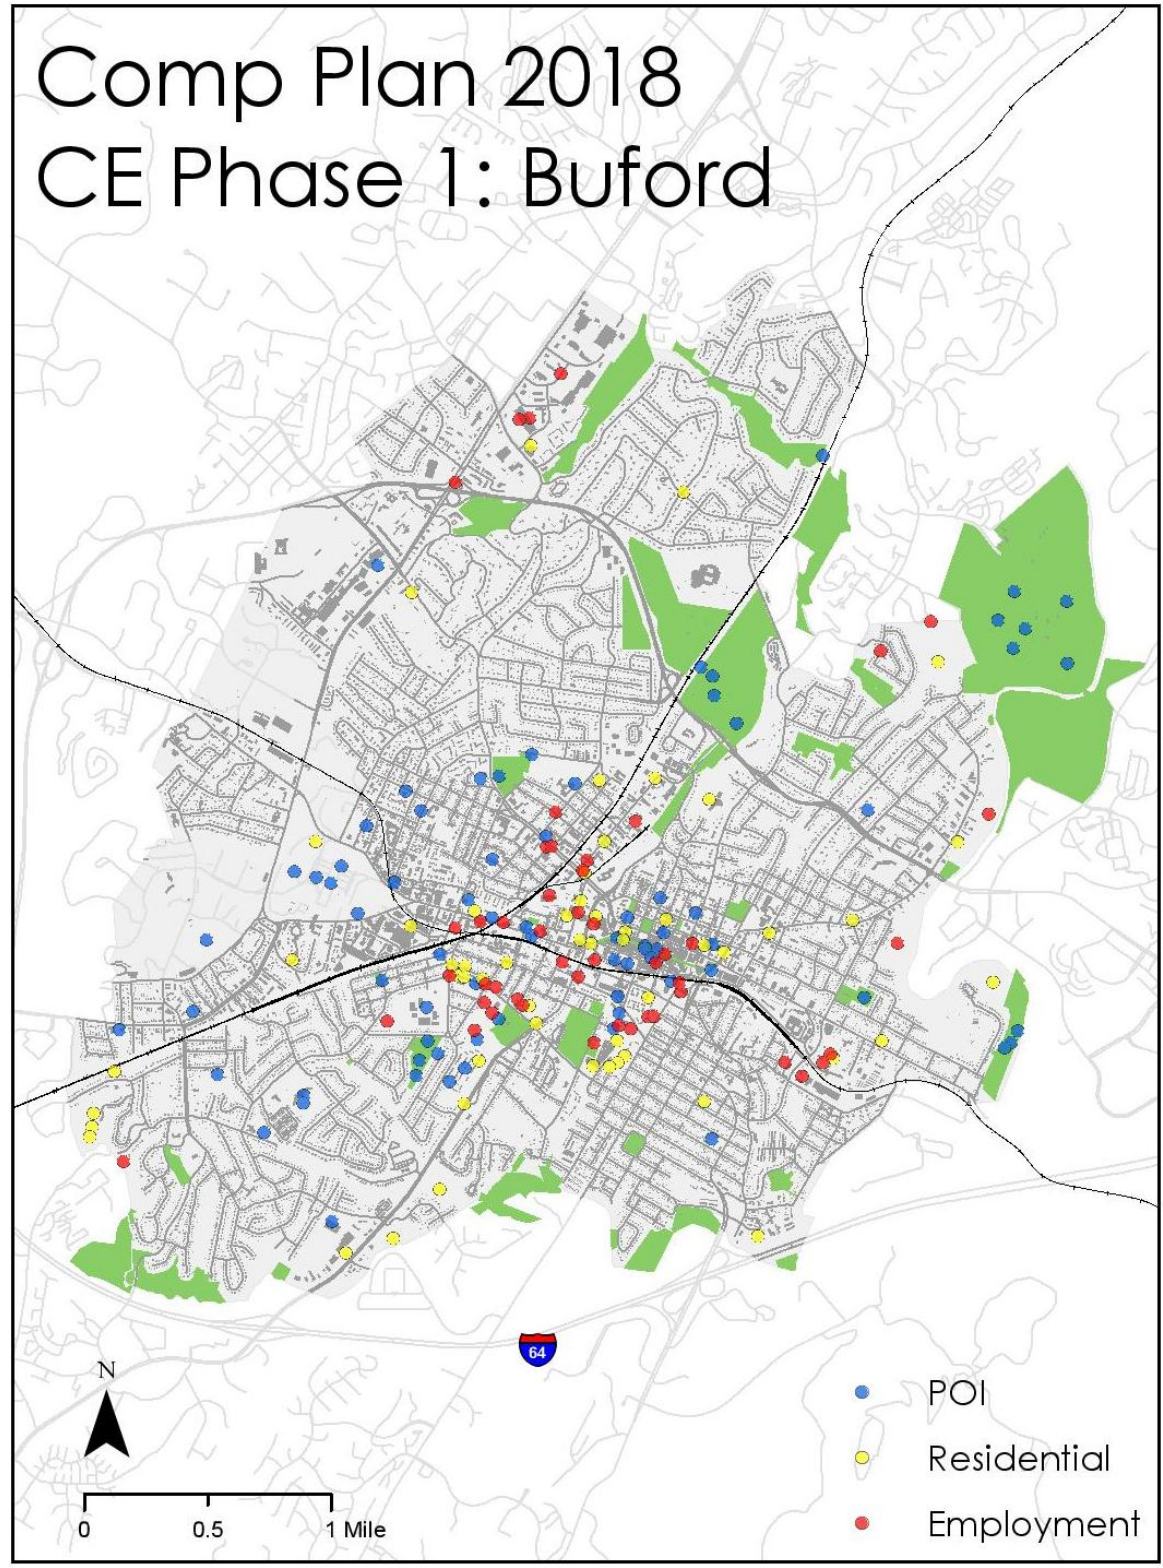 Comp Plan 2018
CE Phase 1: Buford
64
N
0 0.5 1 Mile
POI
Residential
Employment